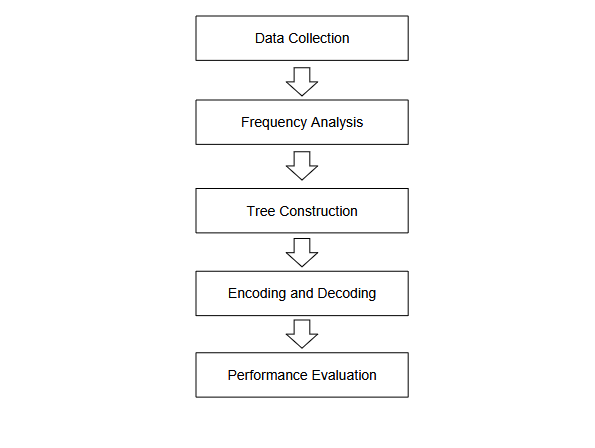 Data Collection
Frequency Analysis
Tree Construction
Encoding and Decoding
Performance Evaluation